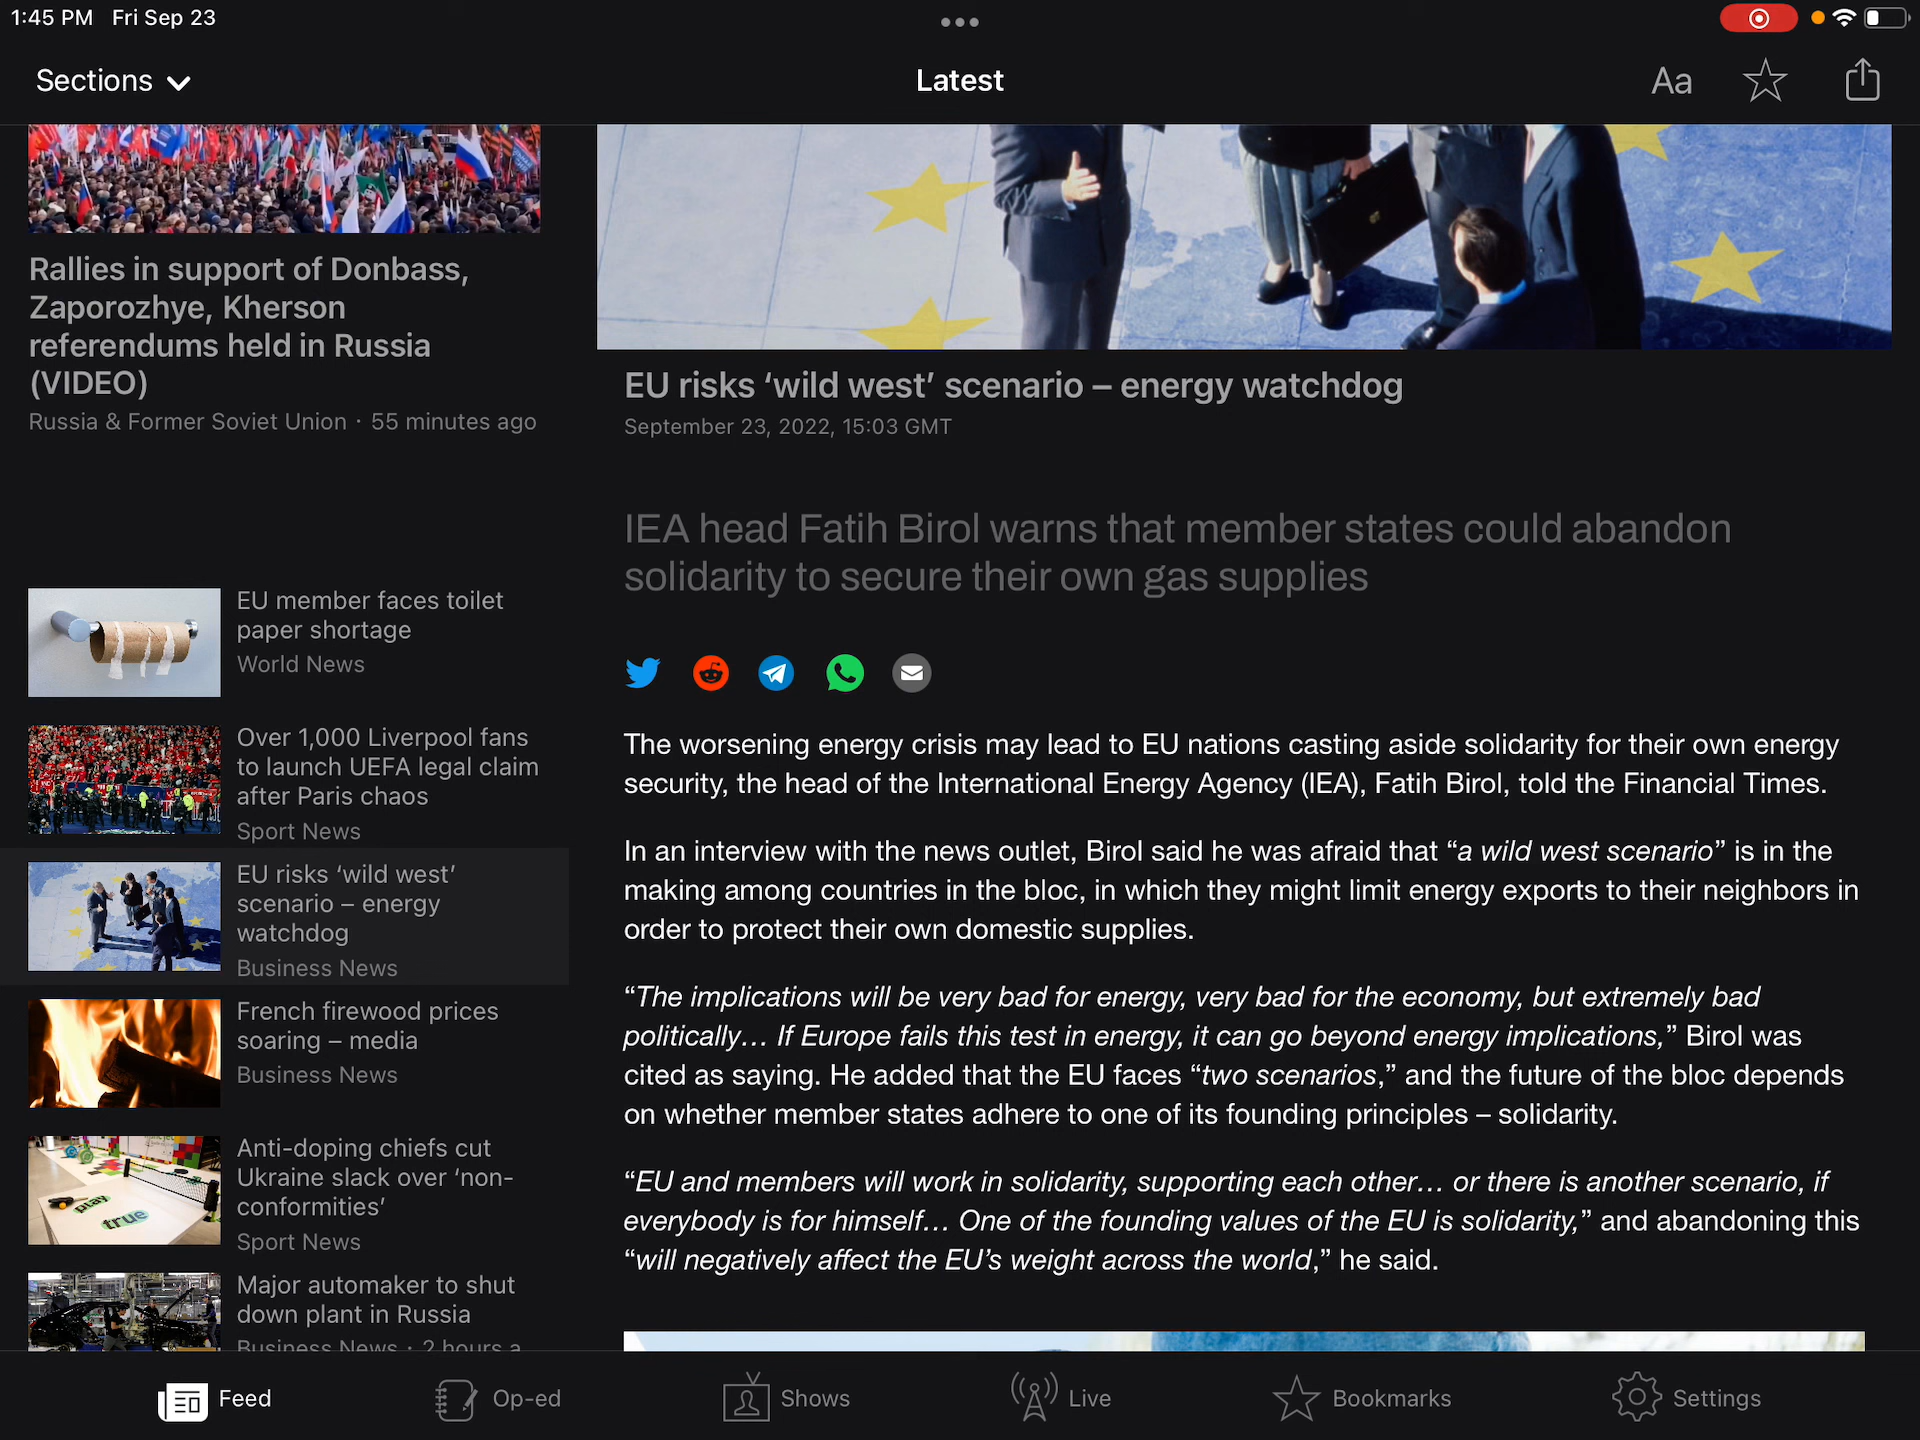 1:45 PM Fri Sep 23
Sections
Latest
Aa
Rallies in support of Donbass,
Zaporozhye, Kherson
referendums held in Russia
(VIDEO)
Russia & Former Soviet Union · 55 minutes ago
EU member faces toilet
paper shortage
World News
Over 1,000 Liverpool fans
to launch UEFA legal claim
after Paris chaos
Sport News
EU risks ‘wild west’
scenario – energy
watchdog
Business News
French firewood prices
soaring – media
Business News
play
true
Anti-doping chiefs cut
Ukraine slack over ‘non-
conformities’
Sport News
Major automaker to shut
down plant in Russia
Business News · 2 hours a
EU risks ‘wild west’ scenario – energy watchdog
September 23, 2022, 15:03 GMT
IEA head Fatih Birol warns that member states could abandon
solidarity to secure their own gas supplies
The worsening energy crisis may lead to EU nations casting aside solidarity for their own energy
security, the head of the International Energy Agency (IEA), Fatih Birol, told the Financial Times.
In an interview with the news outlet, Birol said he was afraid that “a wild west scenario” is in the
making among countries in the bloc, in which they might limit energy exports to their neighbors in
order to protect their own domestic supplies.
“The implications will be very bad for energy, very bad for the economy, but extremely bad
politically… If Europe fails this test in energy, it can go beyond energy implications,” Birol was
cited as saying. He added that the EU faces “two scenarios,” and the future of the bloc depends
on whether member states adhere to one of its founding principles – solidarity.
“EU and members will work in solidarity, supporting each other… or there is another scenario, if
everybody is for himself… One of the founding values of the EU is solidarity,” and abandoning this
“will negatively affect the EU’s weight across the world,” he said.
Feed
Op-ed
Shows
Live
Bookmarks
Settings